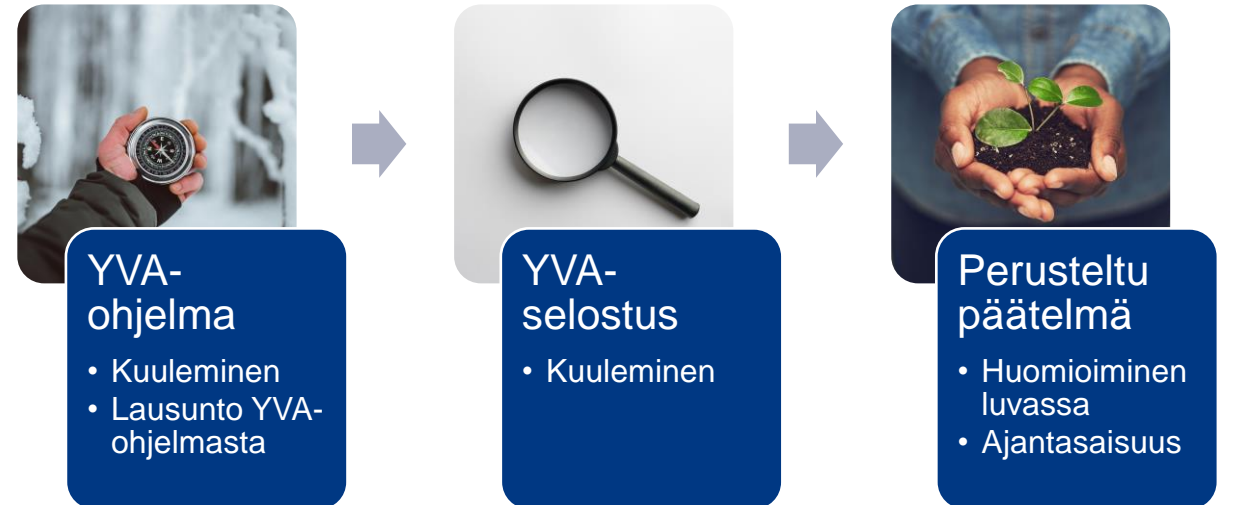 YVA-
ohjelma
• Kuuleminen
• Lausunto YVA-
ohjelmasta
YVA-
selostus
• Kuuleminen
Perusteltu
päätelmä
• Huomioiminen
luvassa
• Ajantasaisuus